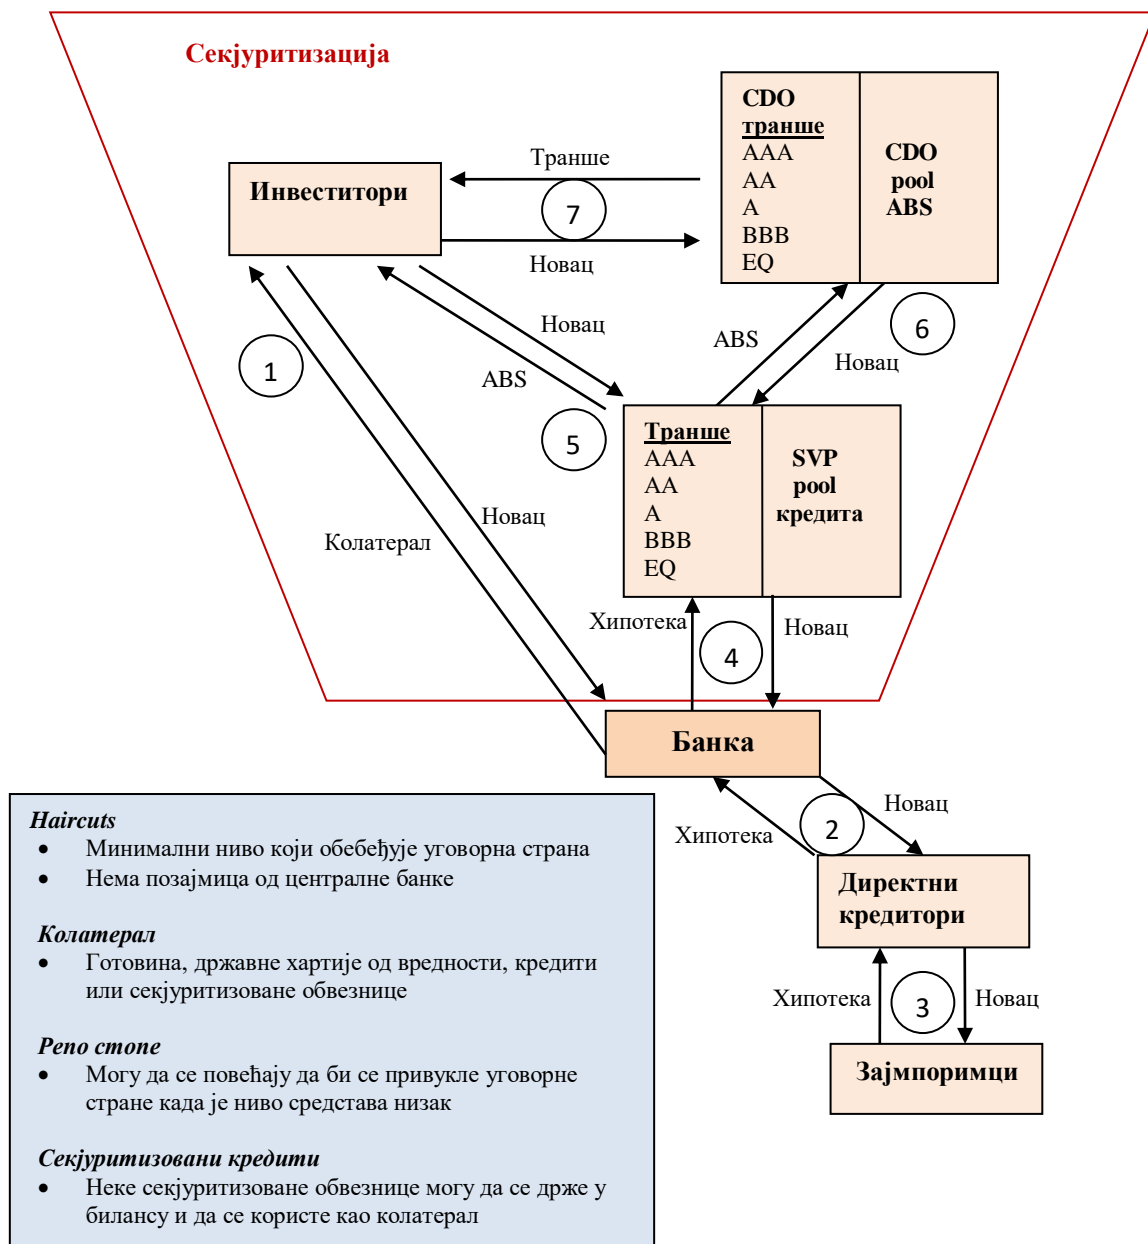 Секјуритизација
CDO
транше
AAA
AA
A
BBB
EQ
CDO
pool
ABS
Инвеститори
Транше
7
Новац
Новац
ABS
5
1
ABS
6
Новац
Транше
AAA
AA
A
BBB
EQ
SVP
pool
кредита
Новац
Колатерал
Хипотека
4
Новац
Банка
Новац
2
Хипотека
Директни
кредитори
Хипотека
3
Новац
Зајмпоримци
Haircuts
• Минимални ниво који обебеђује уговорна страна
• Нема позајмица од централне банке
Колатерал
• Готовина, државне хартије од вредности, кредити
или секјуритизоване обвезнице
Репо стопе
• Могу да се повећају да би се привукле уговорне
стране када је ниво средстава низак
Секјуритизовани кредити
• Неке секјуритизоване обвезнице могу да се држе у
билансу и да се користе као колатерал